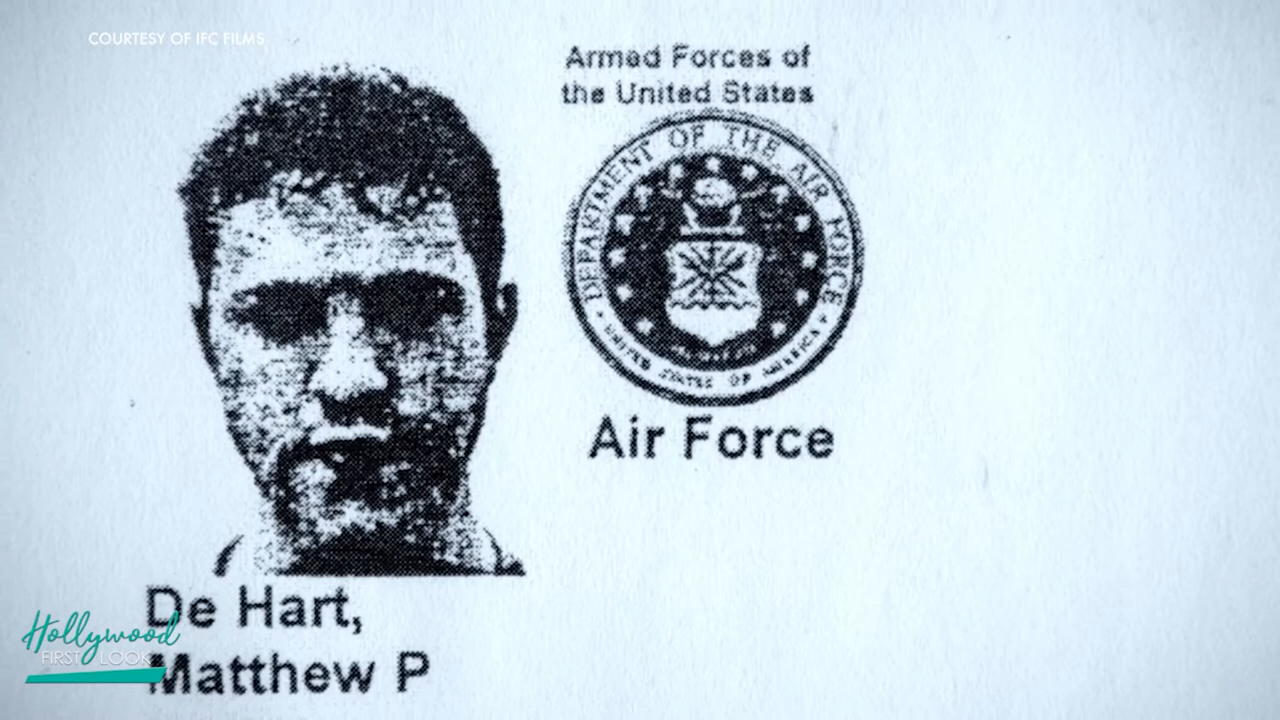 COURTESY OF IFC FILMS
Armed Forces of
the United States
DEPARTMENT OF THE AIR FORCE
UNITED STATES OF AMERICA
Air Force
De Hart,
Matthew P
Hollywood
FIRST LOOK